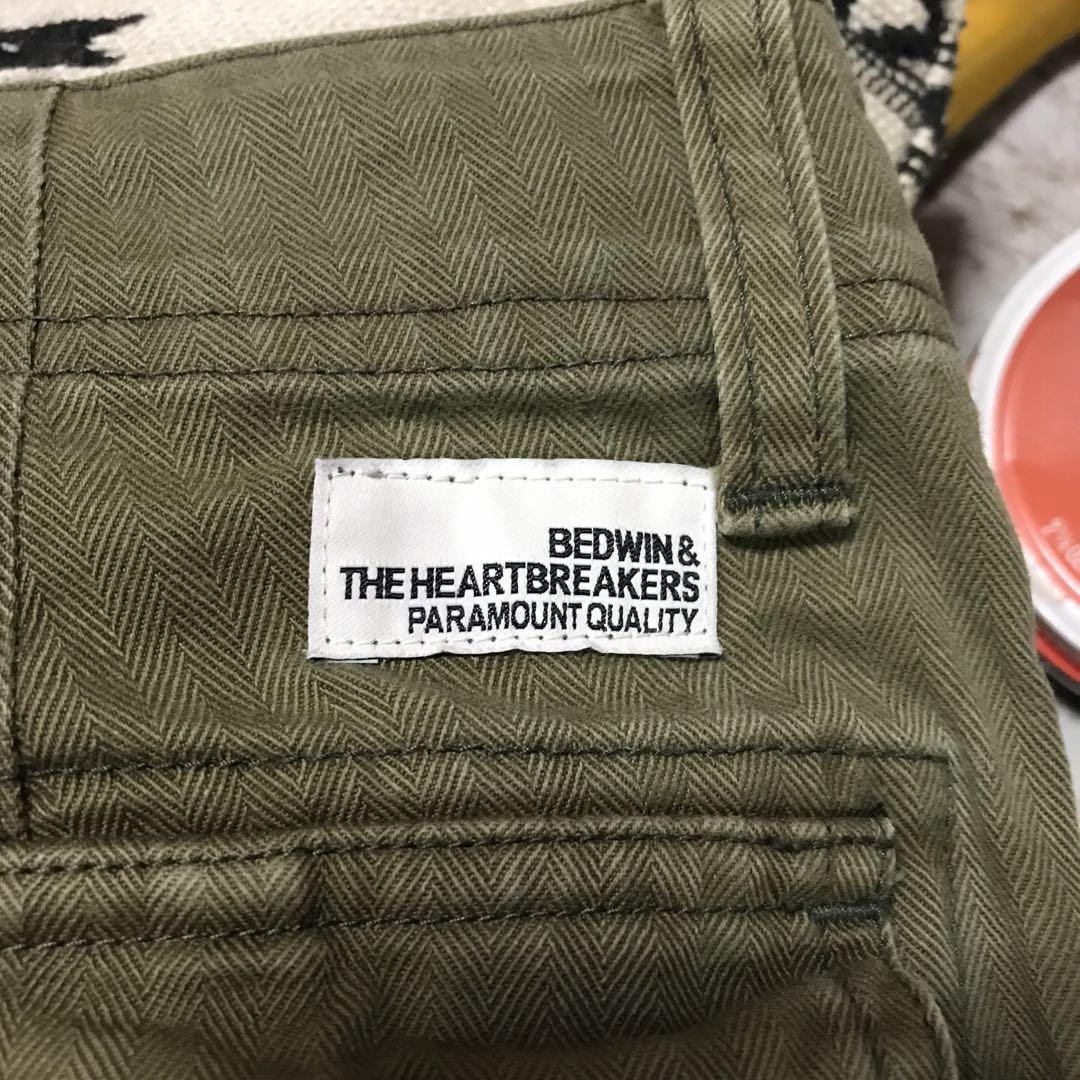 BEDWIN &
THE HEARTBREAKERS
PARAMOUNT QUALITY